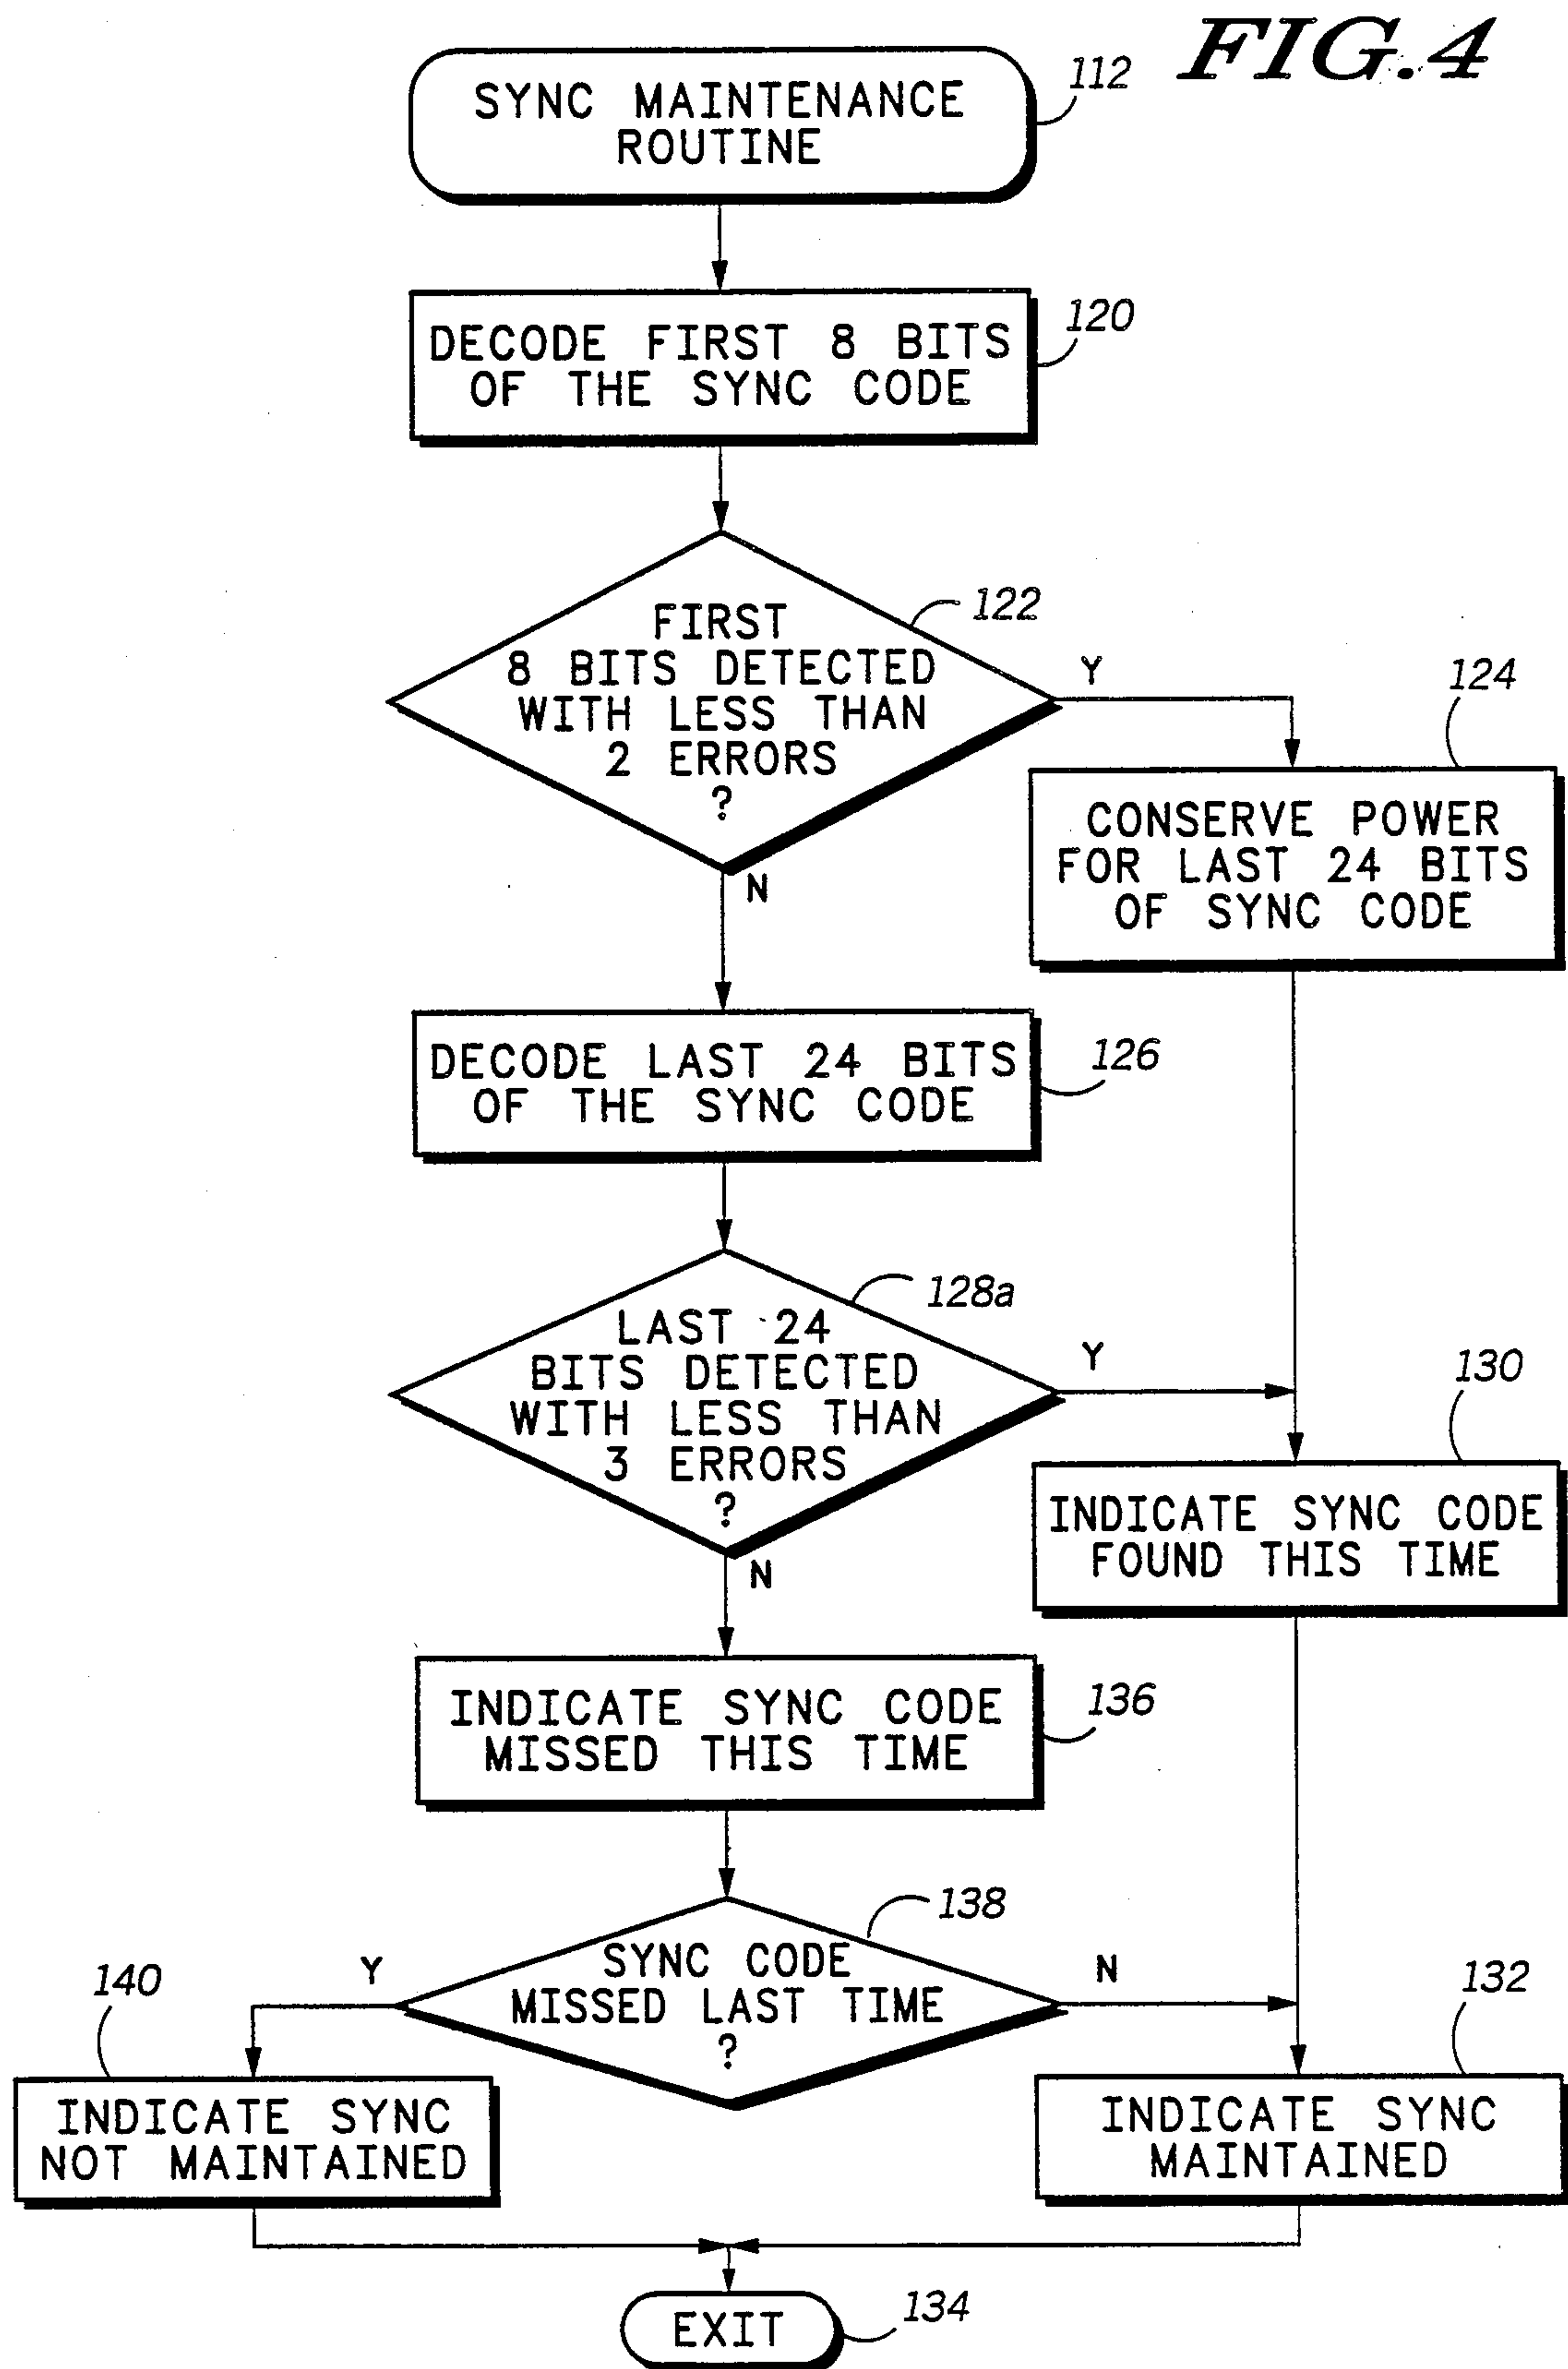 FIG.4
SYNC MAINTENANCE
ROUTINE
112
DECODE FIRST 8 BITS
OF THE SYNC CODE
120
FIRST
8 BITS DETECTED
WITH LESS THAN
2 ERRORS
?
122
Y
N
124
CONSERVE POWER
FOR LAST 24 BITS
OF SYNC CODE
DECODE LAST 24 BITS
OF THE SYNC CODE
126
LAST 24
BITS DETECTED
WITH LESS THAN
3 ERRORS
?
128a
Y
N
130
INDICATE SYNC CODE
FOUND THIS TIME
INDICATE SYNC CODE
MISSED THIS TIME
136
SYNC CODE
MISSED LAST TIME
?
138
Y
N
140
INDICATE SYNC
NOT MAINTAINED
132
INDICATE SYNC
MAINTAINED
EXIT
134